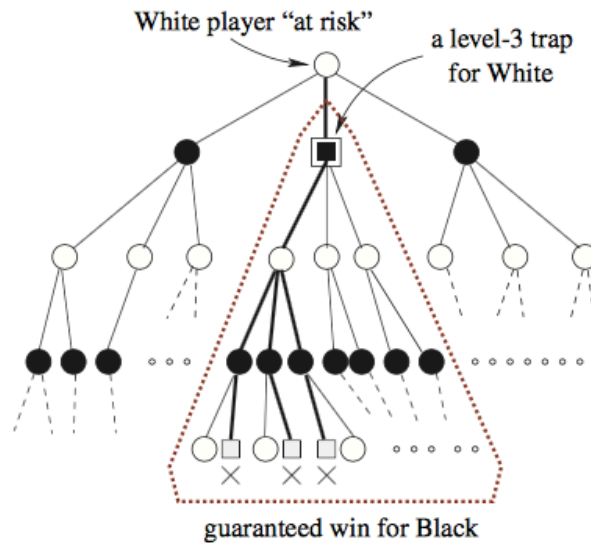 White player “at risk”
a level-3 trap
for White
guaranteed win for Black